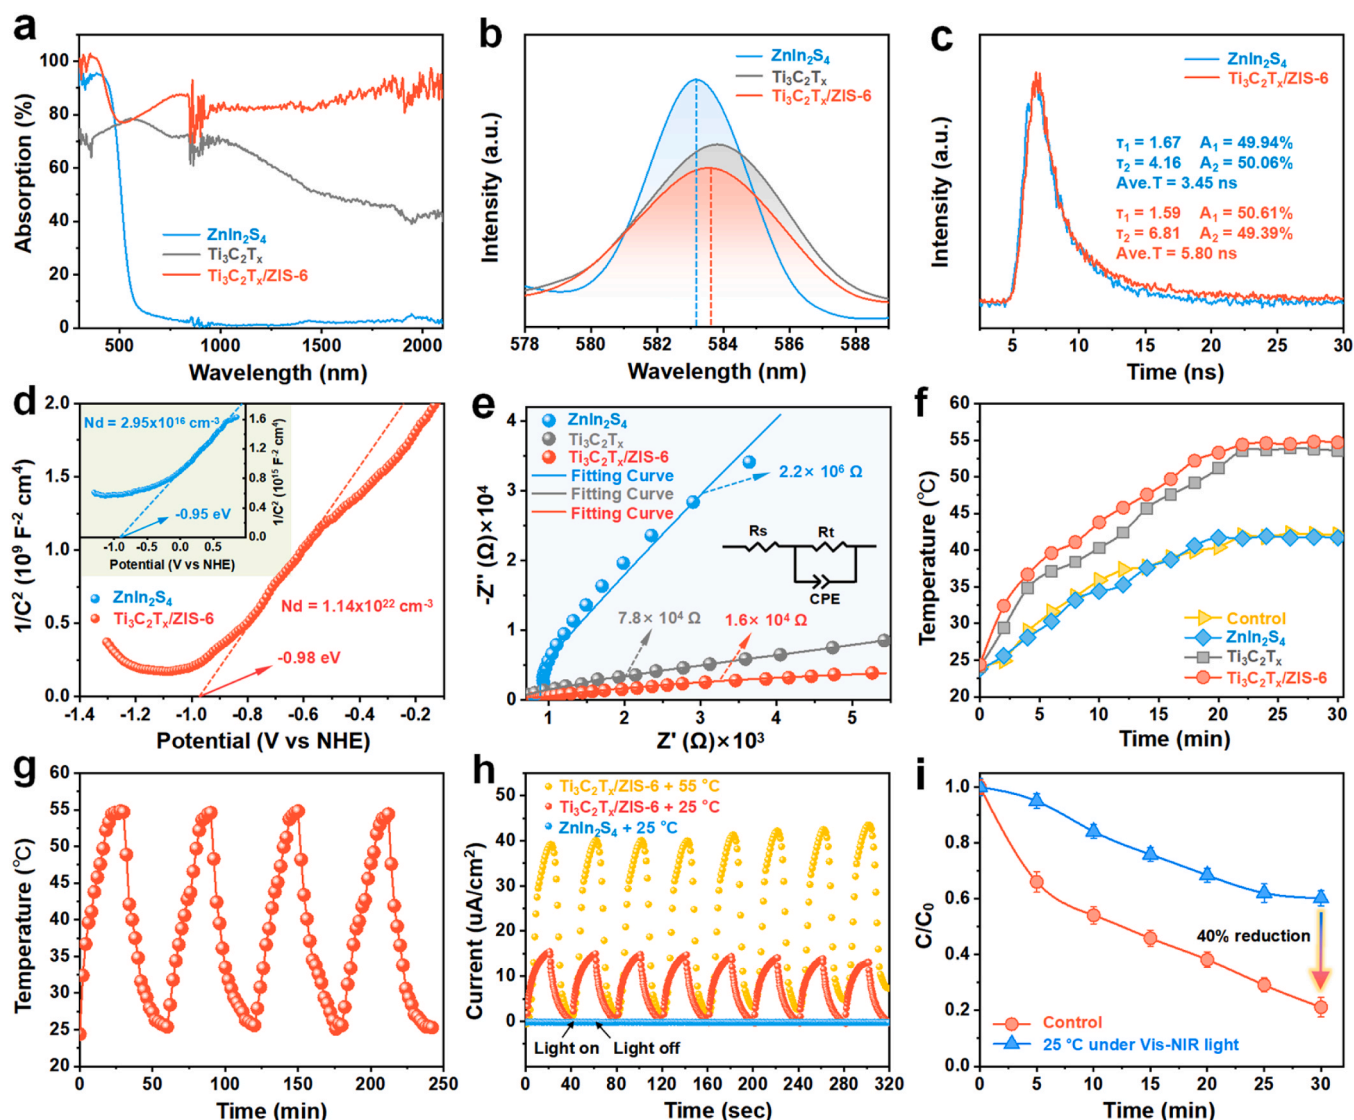 a
Absorption (%)
100
80
60
40
20
0
ZnIn₂S₄
Ti₃C₂Tₓ
Ti₃C₂Tₓ/ZIS-6
500 1000 1500 2000
Wavelength (nm)
b
Intensity (a.u.)
ZnIn₂S₄
Ti₃C₂Tₓ
Ti₃C₂Tₓ/ZIS-6
578 580 582 584 586 588
Wavelength (nm)
c
Intensity (a.u.)
ZnIn₂S₄
Ti₃C₂Tₓ/ZIS-6
τ₁ = 1.67 A₁ = 49.94%
τ₂ = 4.16 A₂ = 50.06%
Ave.T = 3.45 ns
τ₁ = 1.59 A₁ = 50.61%
τ₂ = 6.81 A₂ = 49.39%
Ave.T = 5.80 ns
5 10 15 20 25 30
Time (ns)
d
1/C² (10⁹ F⁻² cm⁴)
2.0
1.5
1.0
0.5
0.0
Nd = 2.95x10¹⁶ cm⁻³
1.6
1.2
0.8
0.4
0.0
1/C² (10¹⁵ F⁻² cm⁴)
-0.95 eV
-1.0 -0.5 0.0 0.5
Potential (V vs NHE)
ZnIn₂S₄
Ti₃C₂Tₓ/ZIS-6
Nd = 1.14x10²² cm⁻³
-0.98 eV
-1.4 -1.2 -1.0 -0.8 -0.6 -0.4 -0.2
Potential (V vs NHE)
e
-Z'' (Ω)×10⁴
4
3
2
1
0
ZnIn₂S₄
Ti₃C₂Tₓ
Ti₃C₂Tₓ/ZIS-6
Fitting Curve
Fitting Curve
Fitting Curve
2.2× 10⁶ Ω
Rs Rt
CPE
7.8× 10⁴ Ω
1.6× 10⁴ Ω
1 2 3 4 5
Z' (Ω)×10³
f
Temperature (°C)
60
55
50
45
40
35
30
25
20
Control
ZnIn₂S₄
Ti₃C₂Tₓ
Ti₃C₂Tₓ/ZIS-6
0 5 10 15 20 25 30
Time (min)
g
Temperature (°C)
60
55
50
45
40
35
30
25
20
0 50 100 150 200 250
Time (min)
h
Current (uA/cm²)
50
40
30
20
10
0
Ti₃C₂Tₓ/ZIS-6 + 55 °C
Ti₃C₂Tₓ/ZIS-6 + 25 °C
ZnIn₂S₄ + 25 °C
Light on Light off
0 40 80 120 160 200 240 280 320
Time (sec)
i
C/C₀
1.0
0.8
0.6
0.4
0.2
0.0
40% reduction
Control
25 °C under Vis-NIR light
0 5 10 15 20 25 30
Time (min)